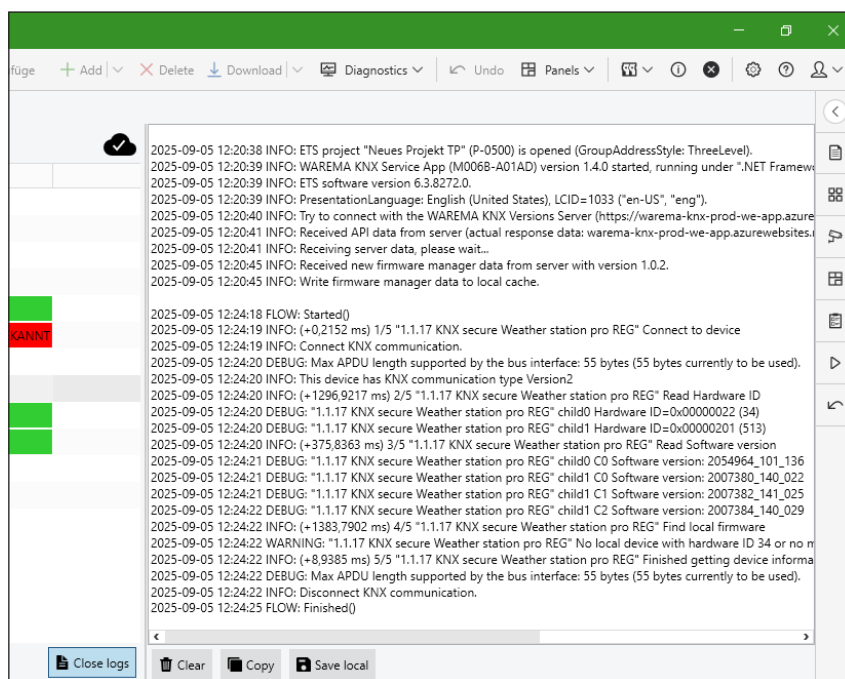 füge Add Delete Download Diagnostics Undo Panels
2025-09-05 12:20:38 INFO: ETS project "Neues Projekt TP" (P-0500) is opened (GroupAddressStyle: ThreeLevel).
2025-09-05 12:20:39 INFO: WAREMA KNX Service App (M006B-A01AD) version 1.4.0 started, running under ".NET Framew
2025-09-05 12:20:39 INFO: ETS software version 6.3.8272.0.
2025-09-05 12:20:39 INFO: PresentationLanguage: English (United States), LCID=1033 ("en-US", "eng").
2025-09-05 12:20:40 INFO: Try to connect with the WAREMA KNX Versions Server (https://warema-knx-prod-we-app.azure
2025-09-05 12:20:41 INFO: Received API data from server (actual response data: warema-knx-prod-we-app.azurewebsites.
2025-09-05 12:20:41 INFO: Receiving server data, please wait...
2025-09-05 12:20:45 INFO: Received new firmware manager data from server with version 1.0.2.
2025-09-05 12:20:45 INFO: Write firmware manager data to local cache.
2025-09-05 12:24:18 FLOW: Started()
2025-09-05 12:24:19 INFO: (+0,2152 ms) 1/5 "1.1.17 KNX secure Weather station pro REG" Connect to device
KANNT
2025-09-05 12:24:19 INFO: Connect KNX communication.
2025-09-05 12:24:20 DEBUG: Max APDU length supported by the bus interface: 55 bytes (55 bytes currently to be used).
2025-09-05 12:24:20 INFO: This device has KNX communication type Version2
2025-09-05 12:24:20 INFO: (+1296,9217 ms) 2/5 "1.1.17 KNX secure Weather station pro REG" Read Hardware ID
2025-09-05 12:24:20 DEBUG: "1.1.17 KNX secure Weather station pro REG" child0 Hardware ID=0x00000022 (34)
2025-09-05 12:24:20 DEBUG: "1.1.17 KNX secure Weather station pro REG" child1 Hardware ID=0x00000201 (513)
2025-09-05 12:24:20 INFO: (+375,8363 ms) 3/5 "1.1.17 KNX secure Weather station pro REG" Read Software version
2025-09-05 12:24:21 DEBUG: "1.1.17 KNX secure Weather station pro REG" child0 C0 Software version: 2054964_101_136
2025-09-05 12:24:21 DEBUG: "1.1.17 KNX secure Weather station pro REG" child1 C0 Software version: 2007380_140_022
2025-09-05 12:24:21 DEBUG: "1.1.17 KNX secure Weather station pro REG" child1 C1 Software version: 2007382_141_025
2025-09-05 12:24:22 DEBUG: "1.1.17 KNX secure Weather station pro REG" child1 C2 Software version: 2007384_140_029
2025-09-05 12:24:22 INFO: (+1383,7902 ms) 4/5 "1.1.17 KNX secure Weather station pro REG" Find local firmware
2025-09-05 12:24:22 WARNING: "1.1.17 KNX secure Weather station pro REG" No local device with hardware ID 34 or no
2025-09-05 12:24:22 INFO: (+8,9385 ms) 5/5 "1.1.17 KNX secure Weather station pro REG" Finished getting device informa
2025-09-05 12:24:22 DEBUG: Max APDU length supported by the bus interface: 55 bytes (55 bytes currently to be used).
2025-09-05 12:24:22 INFO: Disconnect KNX communication.
2025-09-05 12:24:25 FLOW: Finished()
Close logs Clear Copy Save local